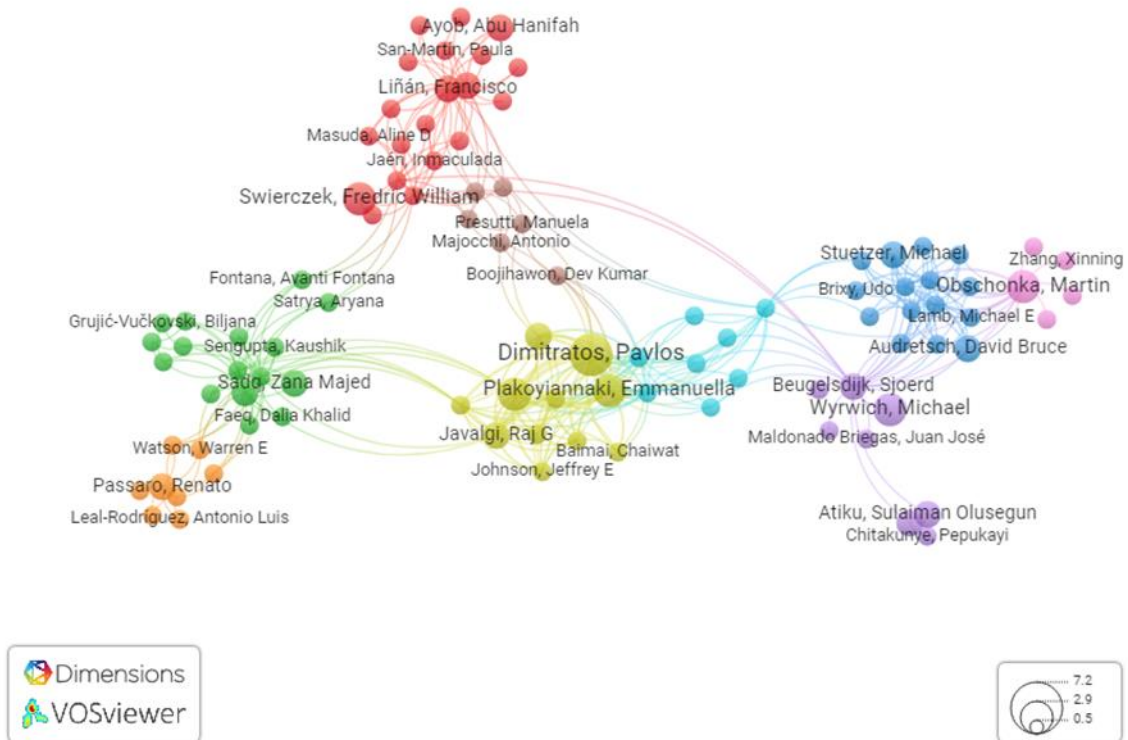 Ayob, Abu Hanifah
San-Martín, Paula
Liñán, Francisco
Masuda, Aline D
Jaén, Inmaculada
Swierczek, Fredric William
Presutti, Manuela
Majocchi, Antonio
Boojihawon, Dev Kumar
Fontana, Avanti Fontana
Satrya, Aryana
Grujić-Vučkovski, Biljana
Sengupta, Kaushik
Sadq, Zana Majed
Faeq, Dalia Khalid
Watson, Warren E
Passaro, Renato
Leal-Rodríguez, Antonio Luis
Dimitratos, Pavlos
Plakoyiannaki, Emmanuella
Javalgi, Raj G
Baimai, Chaiwat
Johnson, Jeffrey E
Stuetzer, Michael
Zhang, Xinning
Brixy, Udo
Obschonka, Martin
Lamb, Michael E
Audretsch, David Bruce
Beugelsdijk, Sjoerd
Wyrwich, Michael
Maldonado Briegas, Juan José
Atiku, Sulaiman Olusegun
Chitakunye, Pepukayi
Dimensions
VOSviewer
7.2
2.9
0.5